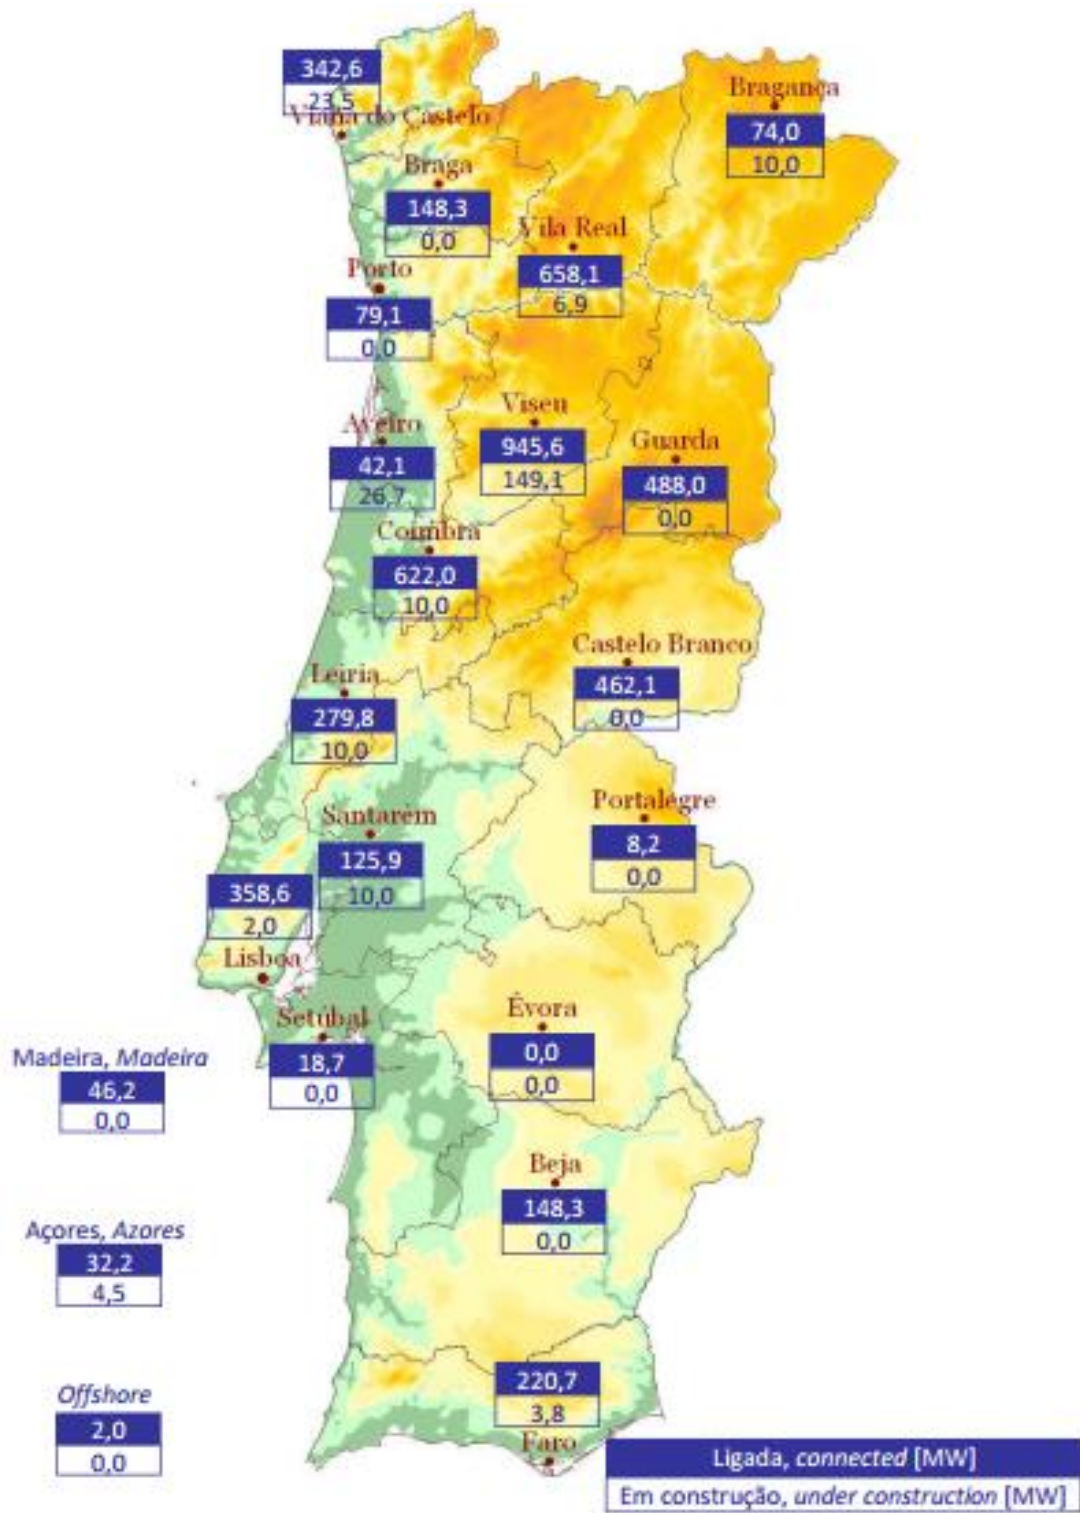 342,6
23,5
Viana do Castelo
Bragança
74,0
10,0
Braga
148,3
0,0
Vila Real
658,1
6,9
Porto
79,1
0,0
Viseu
945,6
149,1
Aveiro
42,1
26,7
Guarda
488,0
0,0
Coimbra
622,0
10,0
Castelo Branco
462,1
0,0
Leiria
279,8
10,0
Portalegre
8,2
0,0
Santarém
125,9
10,0
358,6
2,0
Lisboa
Évora
0,0
0,0
Setúbal
18,7
0,0
Madeira, Madeira
46,2
0,0
Beja
148,3
0,0
Açores, Azores
32,2
4,5
220,7
3,8
Faro
Offshore
2,0
0,0
Ligada, connected [MW]
Em construção, under construction [MW]